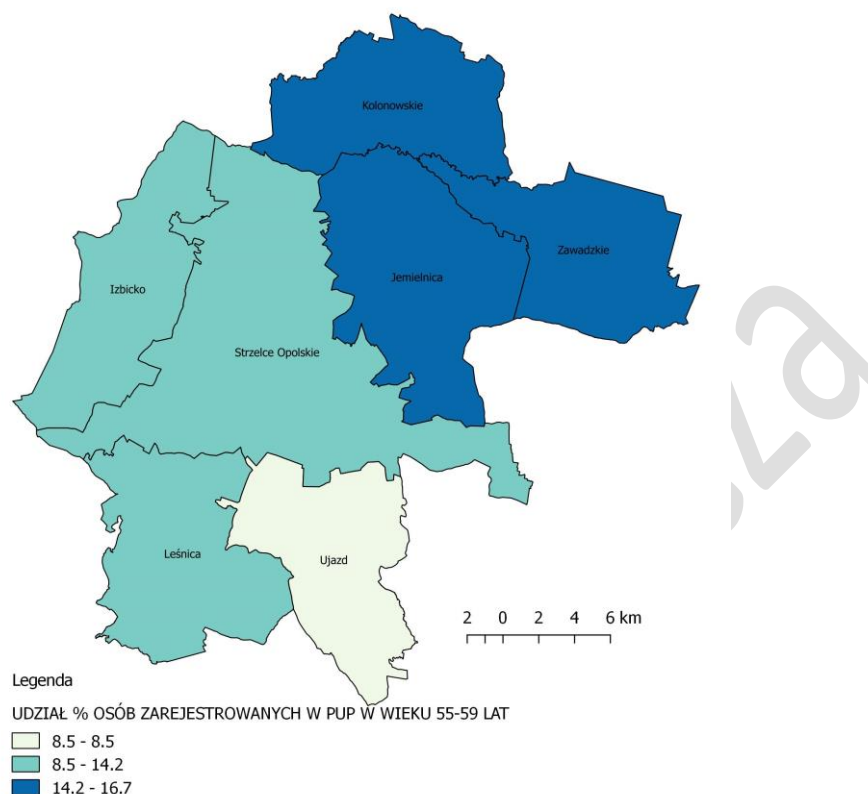 Kolonowskie
Zawadzkie
Jemielnica
Izbicko
Strzelce Opolskie
Leśnica
Ujazd
2 0 2 4 6 km
Legenda
UDZIAŁ % OSÓB ZAREJESTROWANYCH W PUP W WIEKU 55-59 LAT
8.5 - 8.5
8.5 - 14.2
14.2 - 16.7